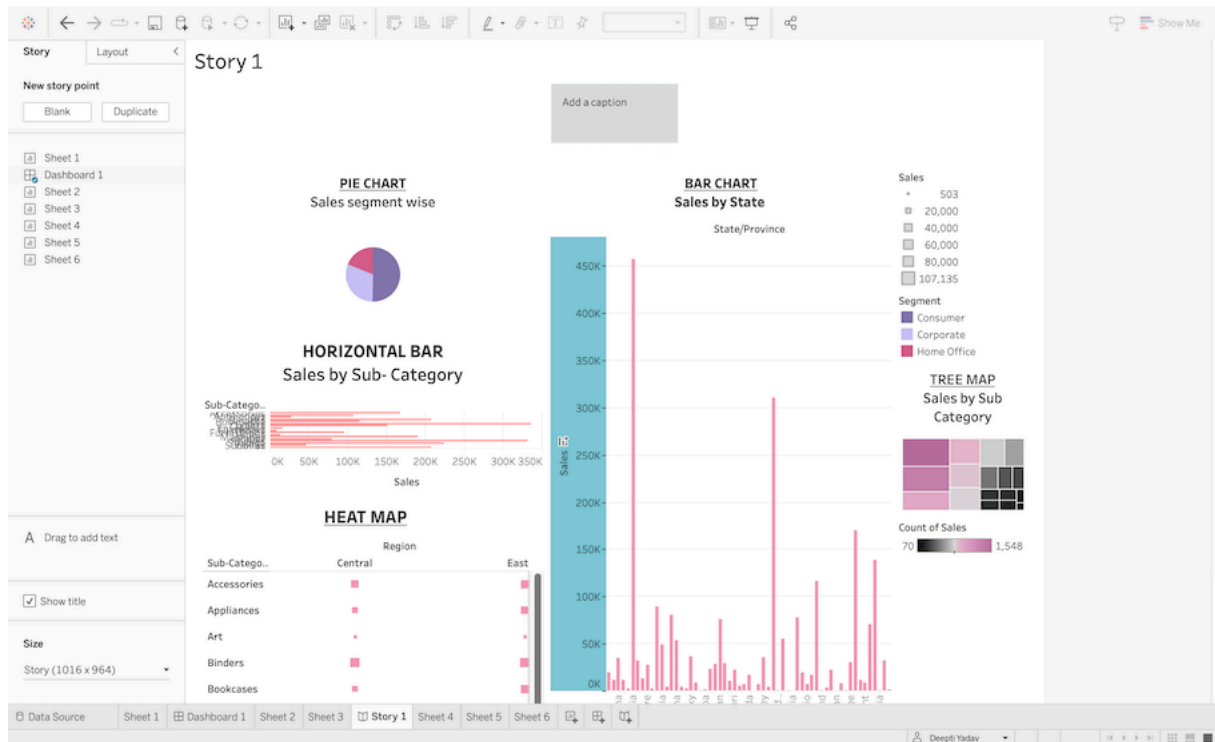 Show Me
Story
Layout
New story point
Blank
Duplicate
Sheet 1
Dashboard 1
Sheet 2
Sheet 3
Sheet 4
Sheet 5
Sheet 6
A Drag to add text
Show title
Size
Story (1016 x 964)
Story 1
Add a caption
PIE CHART
Sales segment wise
HORIZONTAL BAR
Sales by Sub- Category
Sub-Catego..
0K 50K 100K 150K 200K 250K 300K 350K
Sales
HEAT MAP
Region
Sub-Catego.. Central East
Accessories
Appliances
Art
Binders
Bookcases
BAR CHART
Sales by State
State/Province
450K
400K
350K
300K
250K
200K
150K
100K
50K
0K
Sales
Sales
503
20,000
40,000
60,000
80,000
107,135
Segment
Consumer
Corporate
Home Office
TREE MAP
Sales by Sub
Category
Count of Sales
70 1,548
Data Source Sheet 1 Dashboard 1 Sheet 2 Sheet 3 Story 1 Sheet 4 Sheet 5 Sheet 6
Deepti Yadav